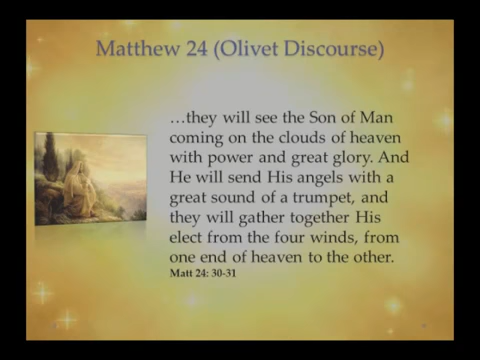 Matthew 24 (Olivet Discourse)
…they will see the Son of Man
coming on the clouds of heaven
with power and great glory. And
He will send His angels with a
great sound of a trumpet, and
they will gather together His
elect from the four winds, from
one end of heaven to the other.
Matt 24: 30-31